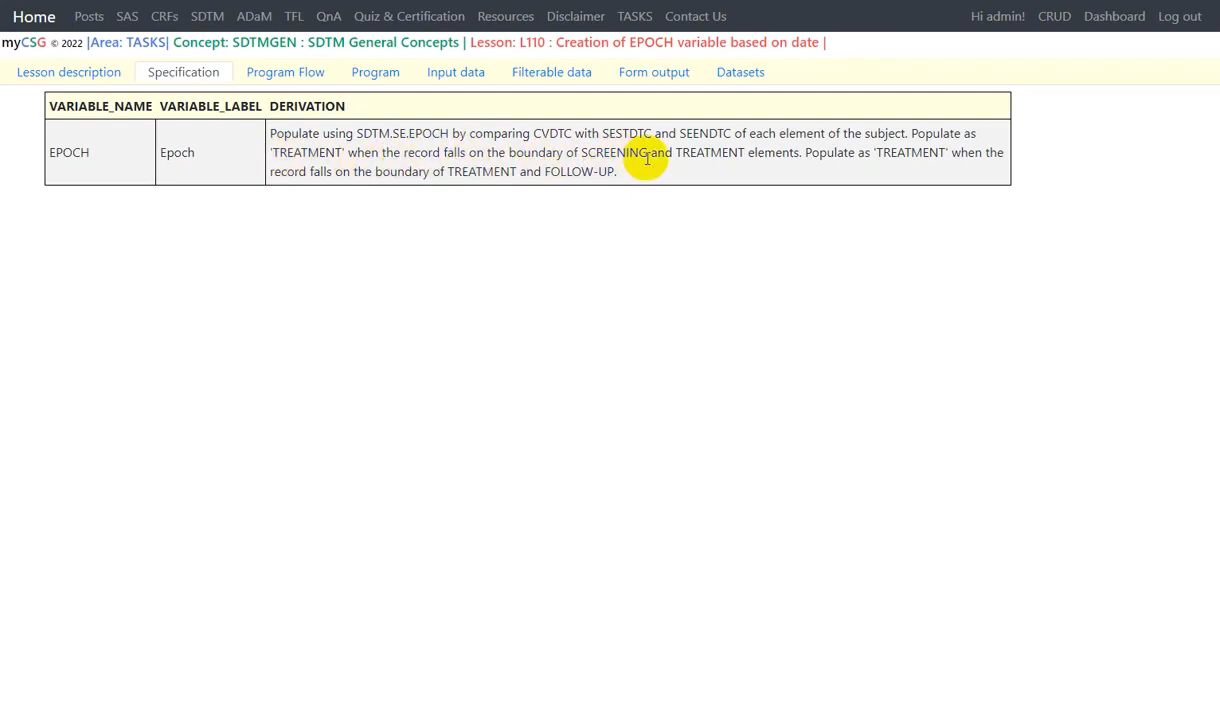 Home Posts SAS CRFs SDTM ADaM TFL QnA Quiz & Certification Resources Disclaimer TASKS Contact Us Hi admin! CRUD Dashboard Log out
myCSG © 2022 |Area: TASKS| Concept: SDTMGEN : SDTM General Concepts | Lesson: L110 : Creation of EPOCH variable based on date |
Lesson description Specification Program Flow Program Input data Filterable data Form output Datasets
VARIABLE_NAME VARIABLE_LABEL DERIVATION
EPOCH
Epoch
Populate using SDTM.SE.EPOCH by comparing CVDTC with SESTDTC and SEENDTC of each element of the subject. Populate as
'TREATMENT' when the record falls on the boundary of SCREENING and TREATMENT elements. Populate as 'TREATMENT' when the
record falls on the boundary of TREATMENT and FOLLOW-UP.